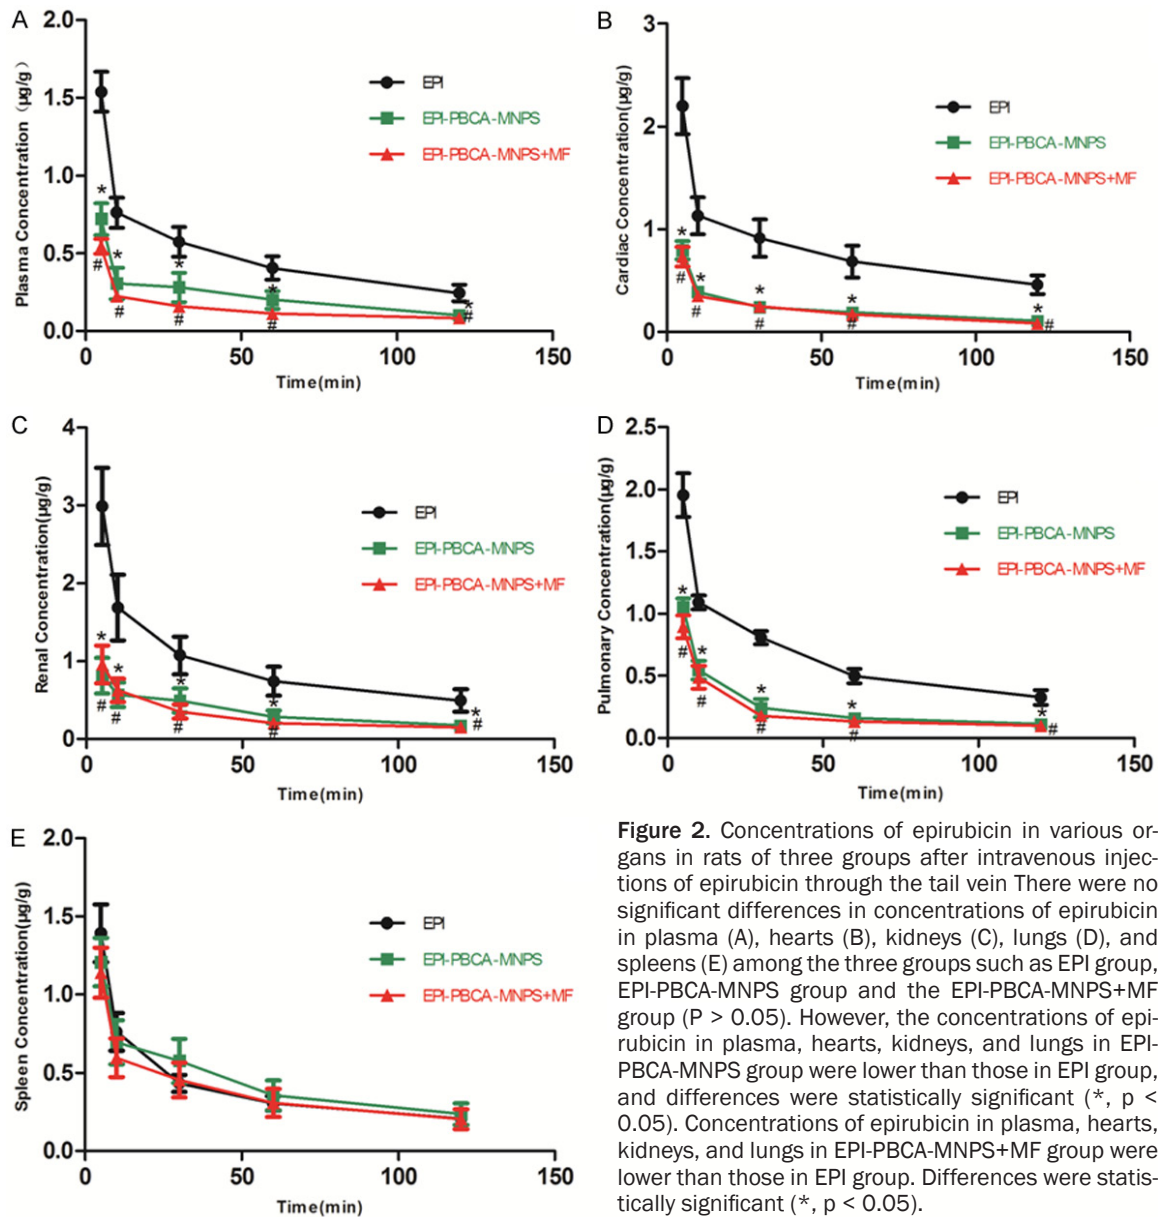 A
2.0
1.5
1.0
0.5
0.0
Plasma Concentration (μg/g)
0
50
100
150
Time(min)
EPI
EPI-PBCA-MNPS
EPI-PBCA-MNPS+MF
*
#
*
#
*
#
*
#
*
#
B
3
2
1
0
Cardiac Concentration(μg/g)
0
50
100
150
Time(min)
EPI
EPI-PBCA-MNPS
EPI-PBCA-MNPS+MF
*
#
*
#
*
#
*
#
*
#
C
4
3
2
1
0
Renal Concentration(μg/g)
0
50
100
150
Time(min)
EPI
EPI-PBCA-MNPS
EPI-PBCA-MNPS+MF
*
#
*
#
*
#
*
#
*
#
D
2.5
2.0
1.5
1.0
0.5
0.0
Pulmonary Concentration(μg/g)
0
50
100
150
Time(min)
EPI
EPI-PBCA-MNPS
EPI-PBCA-MNPS+MF
*
#
*
#
*
#
*
#
*
#
E
2.0
1.5
1.0
0.5
0.0
Spleen Concentration(μg/g)
0
50
100
150
Time(min)
EPI
EPI-PBCA-MNPS
EPI-PBCA-MNPS+MF
Figure 2. Concentrations of epirubicin in various or-
gans in rats of three groups after intravenous injec-
tions of epirubicin through the tail vein There were no
significant differences in concentrations of epirubicin
in plasma (A), hearts (B), kidneys (C), lungs (D), and
spleens (E) among the three groups such as EPI group,
EPI-PBCA-MNPS group and the EPI-PBCA-MNPS+MF
group (P > 0.05). However, the concentrations of epi-
rubicin in plasma, hearts, kidneys, and lungs in EPI-
PBCA-MNPS group were lower than those in EPI group,
and differences were statistically significant (*, p <
0.05). Concentrations of epirubicin in plasma, hearts,
kidneys, and lungs in EPI-PBCA-MNPS+MF group were
lower than those in EPI group. Differences were statis-
tically significant (*, p < 0.05).